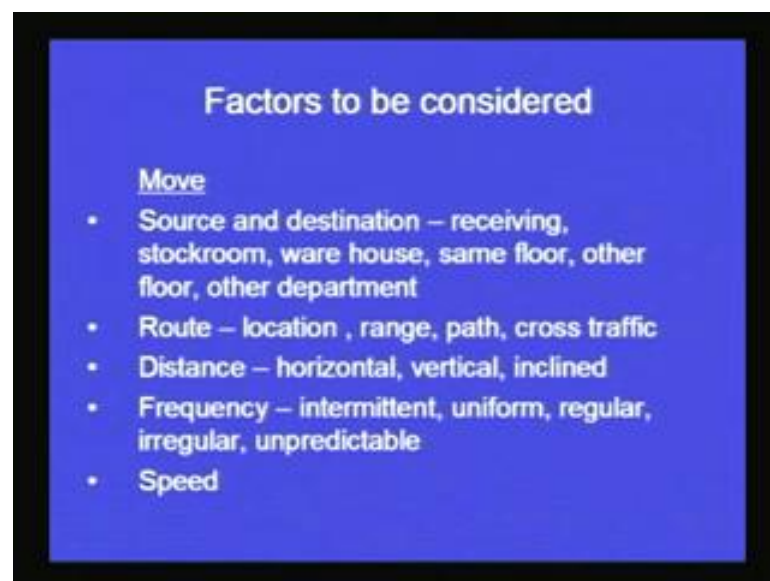 Factors to be considered
Move
• Source and destination – receiving,
stockroom, ware house, same floor, other
floor, other department
• Route – location , range, path, cross traffic
• Distance – horizontal, vertical, inclined
• Frequency – intermittent, uniform, regular,
irregular, unpredictable
• Speed